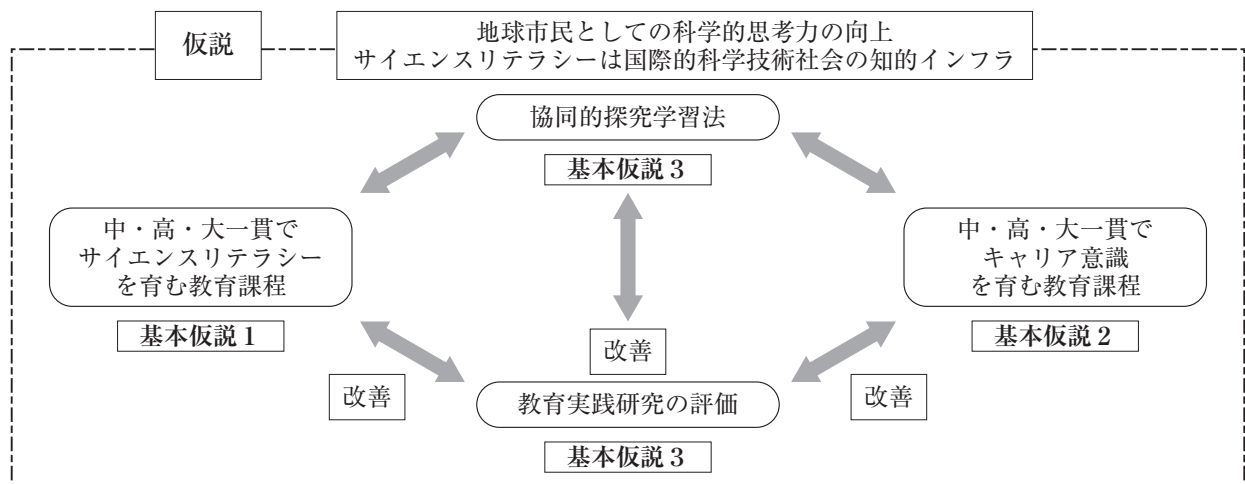 仮説
地球市民としての科学的思考力の向上
サイエンスリテラシーは国際的科学技術社会の知的インフラ
協同的探究学習法
基本仮説3
中・高・大一貫で
サイエンスリテラシー
を育む教育課程
基本仮説1
中・高・大一貫で
キャリア意識
を育む教育課程
基本仮説2
改善
改善
改善
教育実践研究の評価
基本仮説3